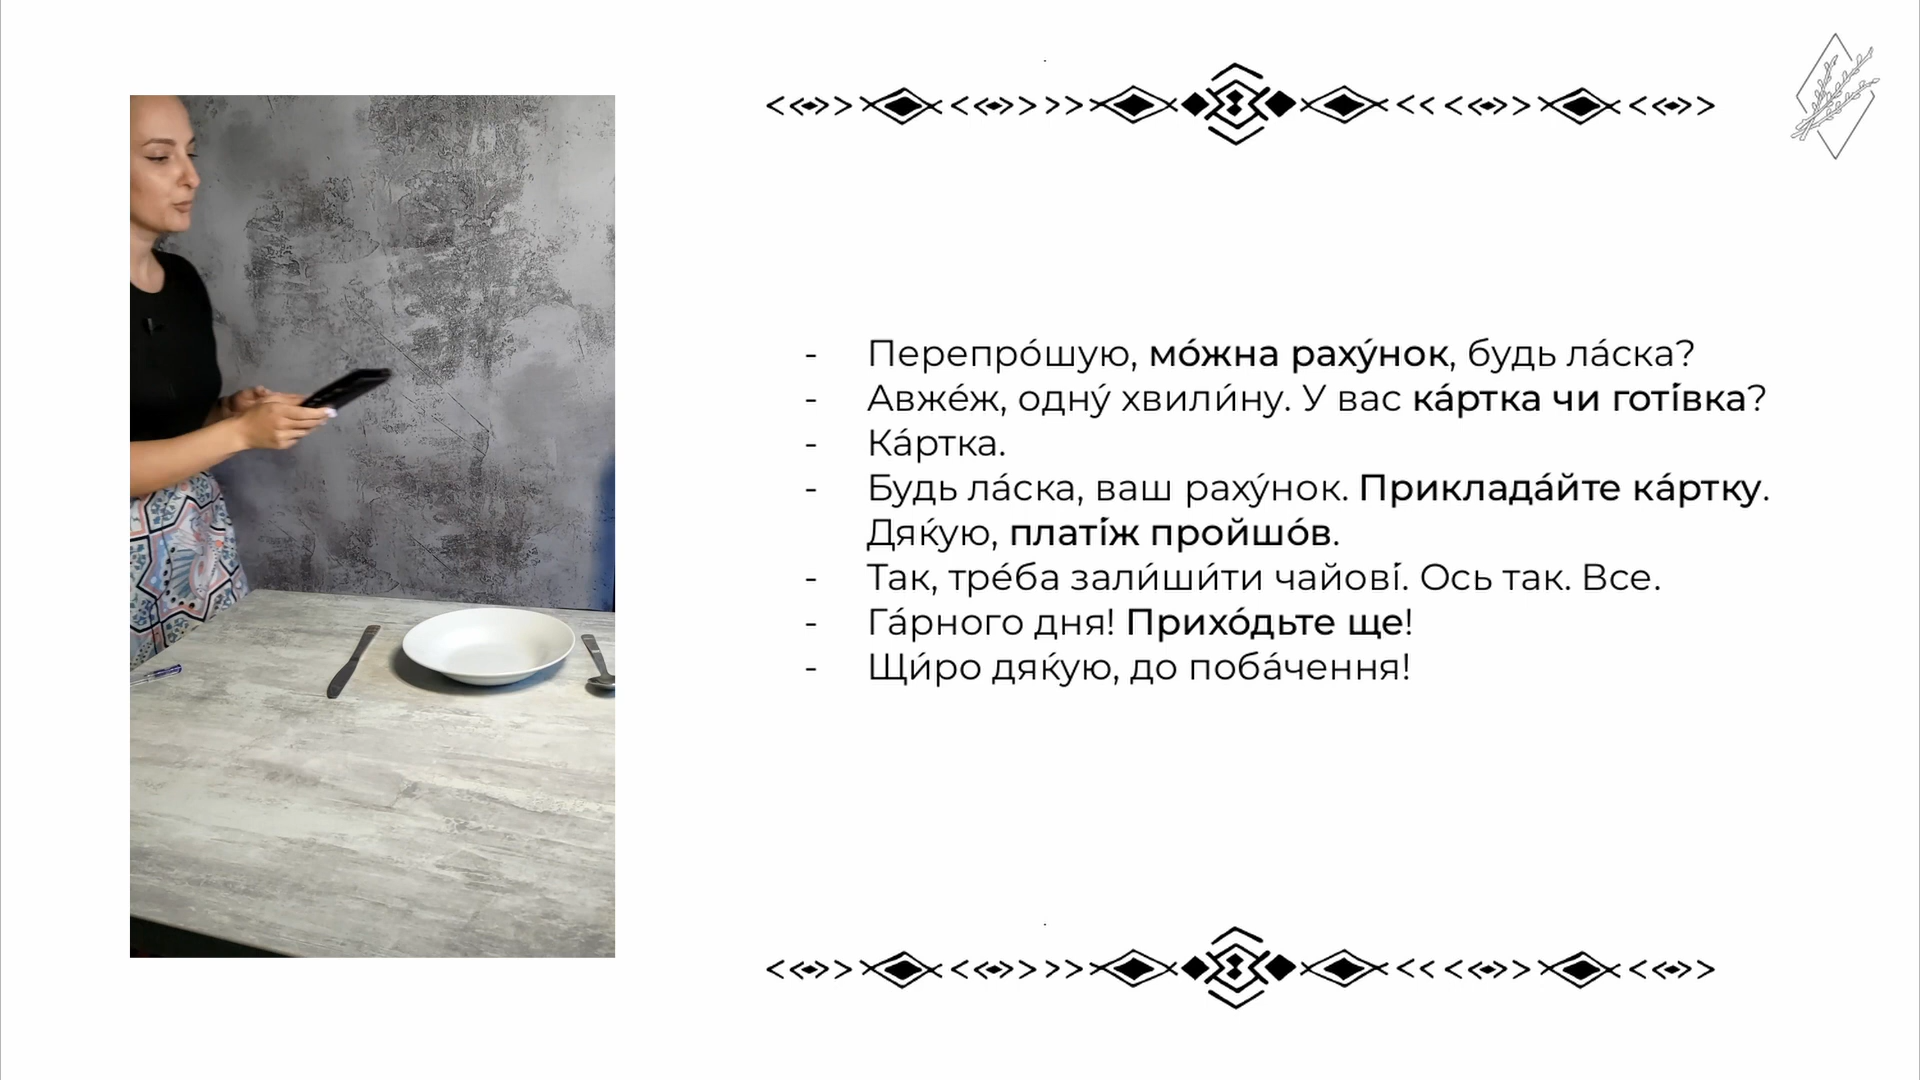 - Перепро́шую, мо́жна раху́нок, будь ла́ска?
- Авже́ж, одну́ хвили́ну. У вас ка́ртка чи готі́вка?
- Ка́ртка.
- Будь ла́ска, ваш раху́нок. Приклада́йте ка́ртку.
Дя́кую, платі́ж пройшо́в.
- Так, тре́ба зали́ши́ти чайові́. Ось так. Все.
- Га́рного дня! Прихо́дьте ще!
- Щи́ро дя́кую, до поба́чення!